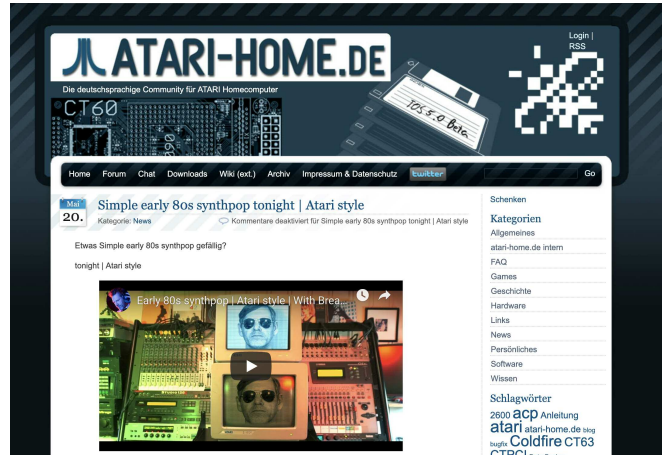 ATARI-HOME.DE
Login |
RSS
Die deutschsprachige Community für ATARI Homecomputer
CT60
TOS 5.0 Beta
Home Forum Chat Downloads Wiki (ext.) Archiv Impressum & Datenschutz twitter Go
Mai
20.
Simple early 80s synthpop tonight | Atari style
Kategorie: News Kommentare deaktiviert für Simple early 80s synthpop tonight | Atari style
Etwas Simple early 80s synthpop gefällig?
tonight | Atari style
Early 80s synthpop | Atari style | With Brea...
Schenken
Kategorien
Allgemeines
atari-home.de intern
FAQ
Games
Geschichte
Hardware
Links
News
Persönliches
Software
Wissen
Schlagwörter
2600 acp Anleitung
atari atari-home.de blog
bugfix Coldfire CT63
CTPCI